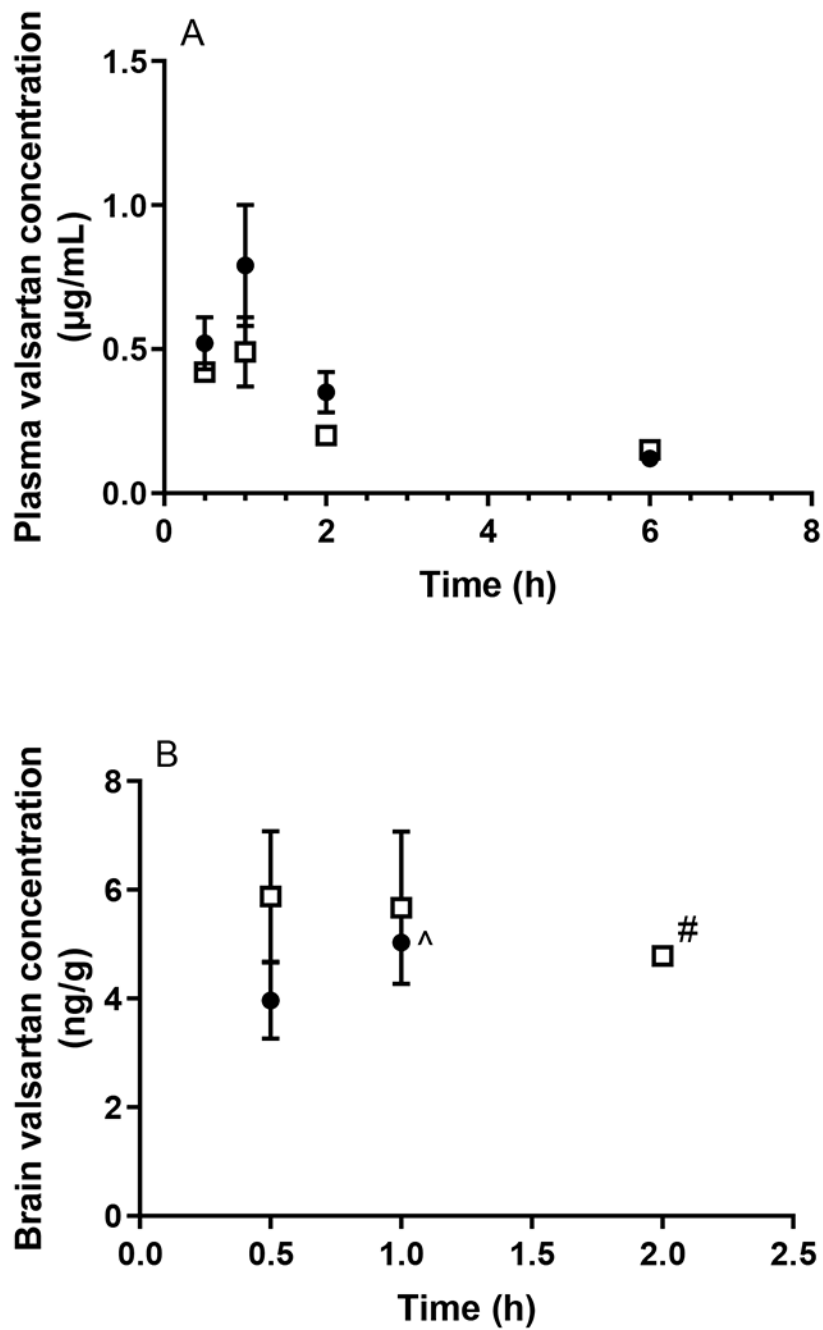 A
Plasma valsartan concentration
(µg/mL)
1.5
1.0
0.5
0.0
0 2 4 6 8
Time (h)
B
Brain valsartan concentration
(ng/g)
8
6
4
2
0
^
#
0.0 0.5 1.0 1.5 2.0 2.5
Time (h)